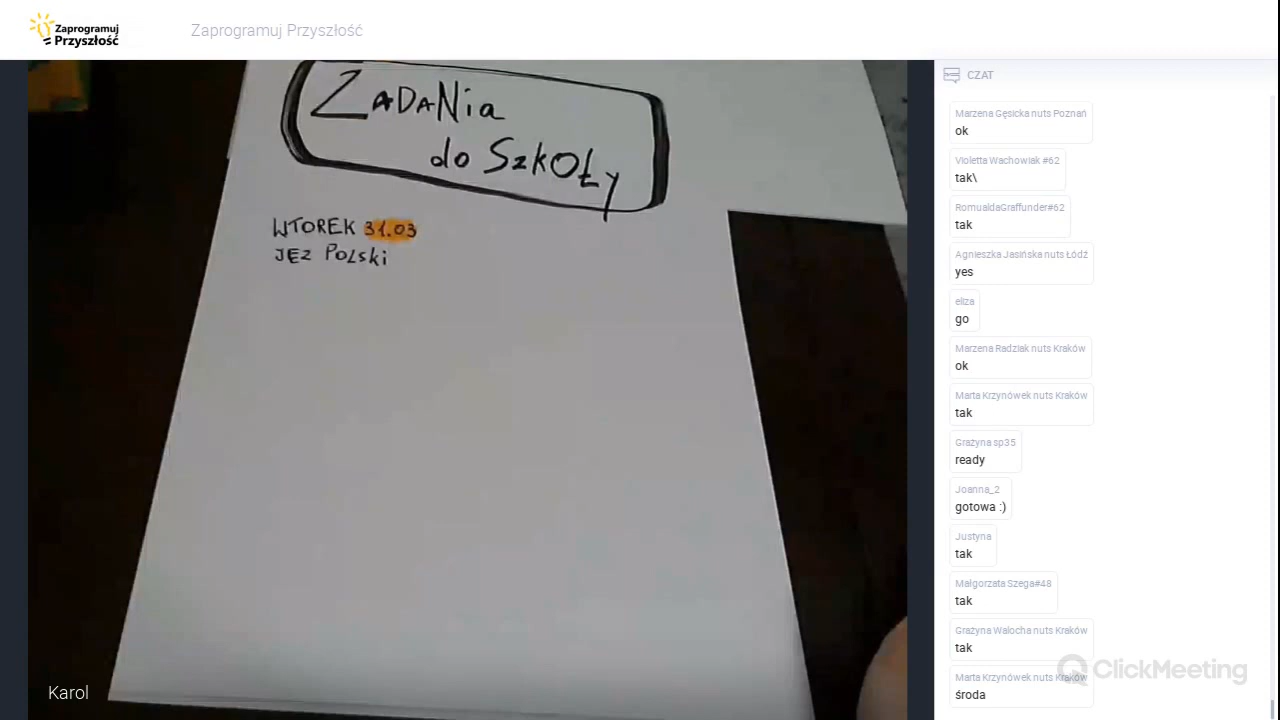 Zaprogramuj
Przyszłość
Zaprogramuj Przyszłość
ZADANia
do SzKOŁy
WTOREK 31.03
JĘZ POLSki
Karol
CZAT
Marzena Gęsicka nuts Poznań
ok
Violetta Wachowiak #62
tak\
RomualdaGraffunder#62
tak
Agnieszka Jasińska nuts Łódź
yes
eliza
go
Marzena Radziak nuts Kraków
ok
Marta Krzynówek nuts Kraków
tak
Grażyna sp35
ready
Joanna_2
gotowa :)
Justyna
tak
Małgorzata Szega#48
tak
Grażyna Walocha nuts Kraków
tak
Marta Krzynówek nuts Kraków
środa
ClickMeeting